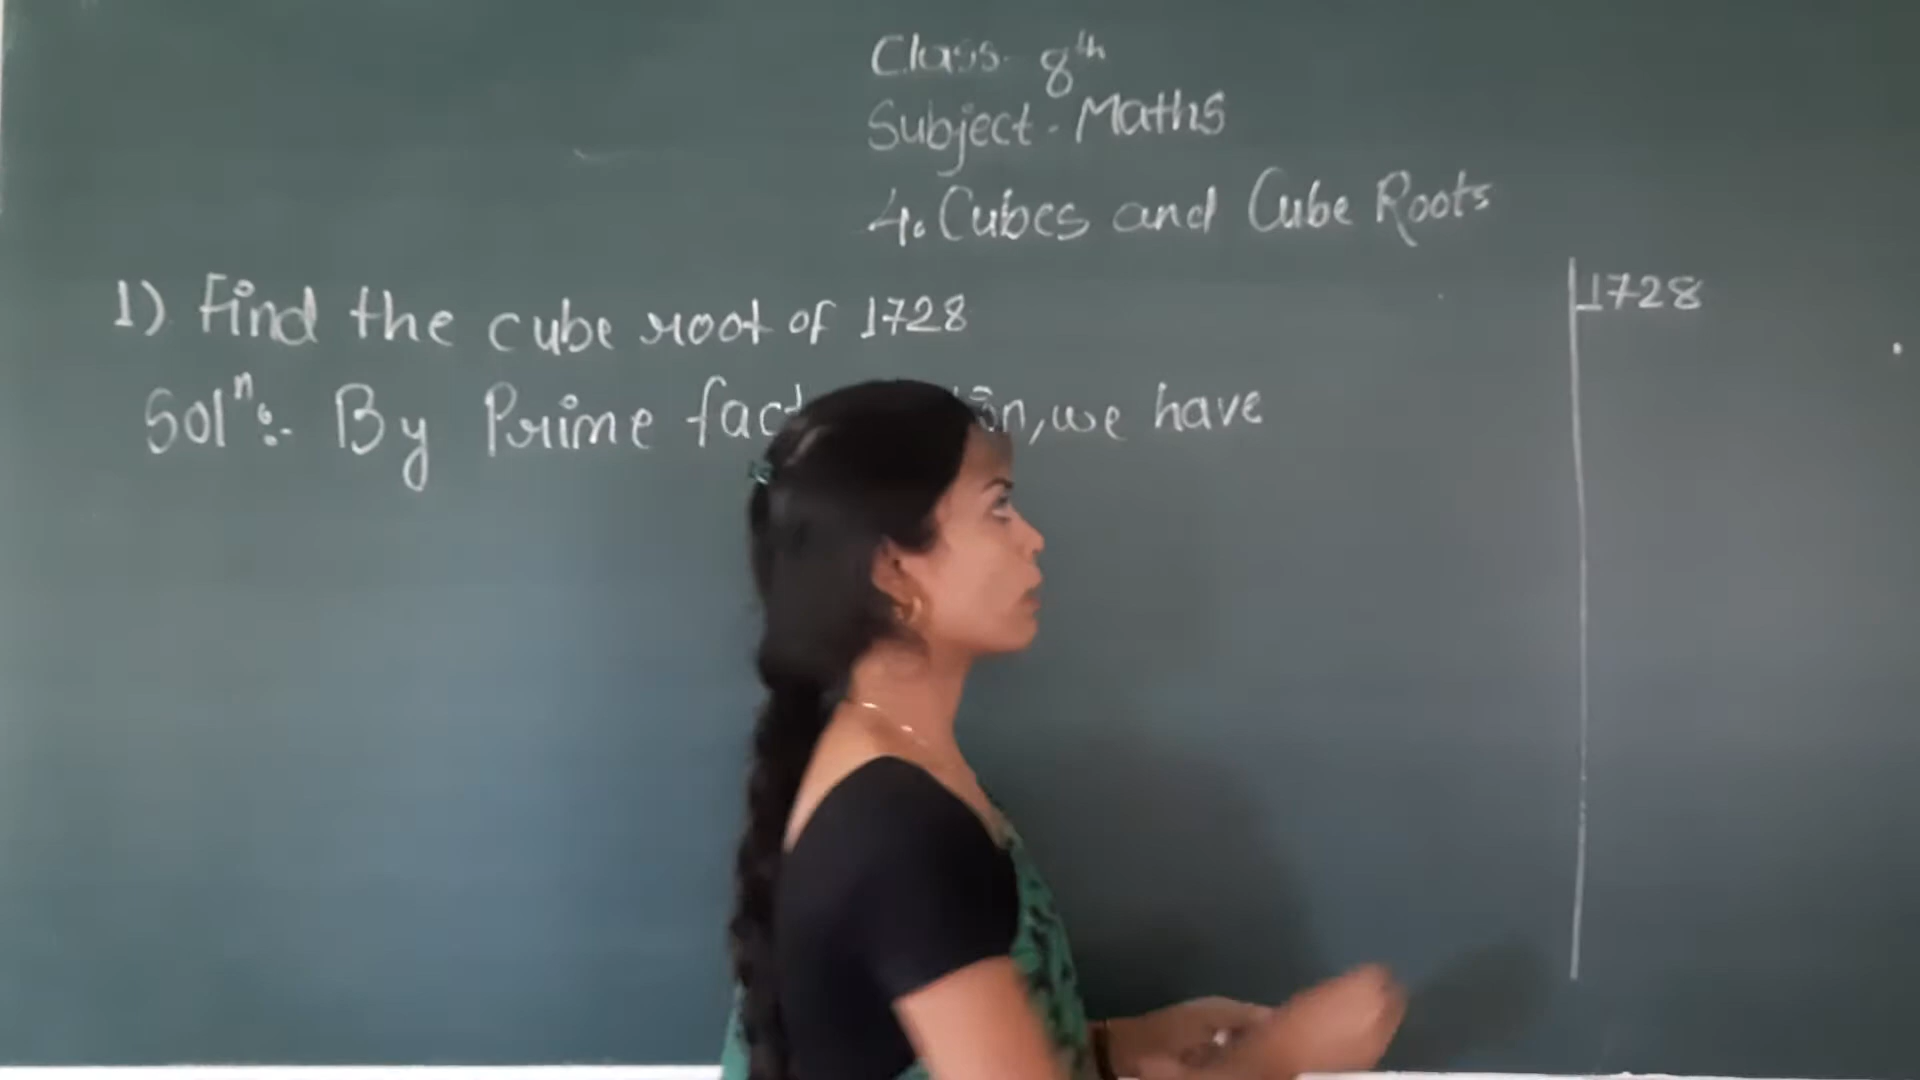 Class- 8th
Subject - Maths
4. Cubes and Cube Roots
1) Find the cube root of 1728
Solⁿ:- By Prime we have
1728